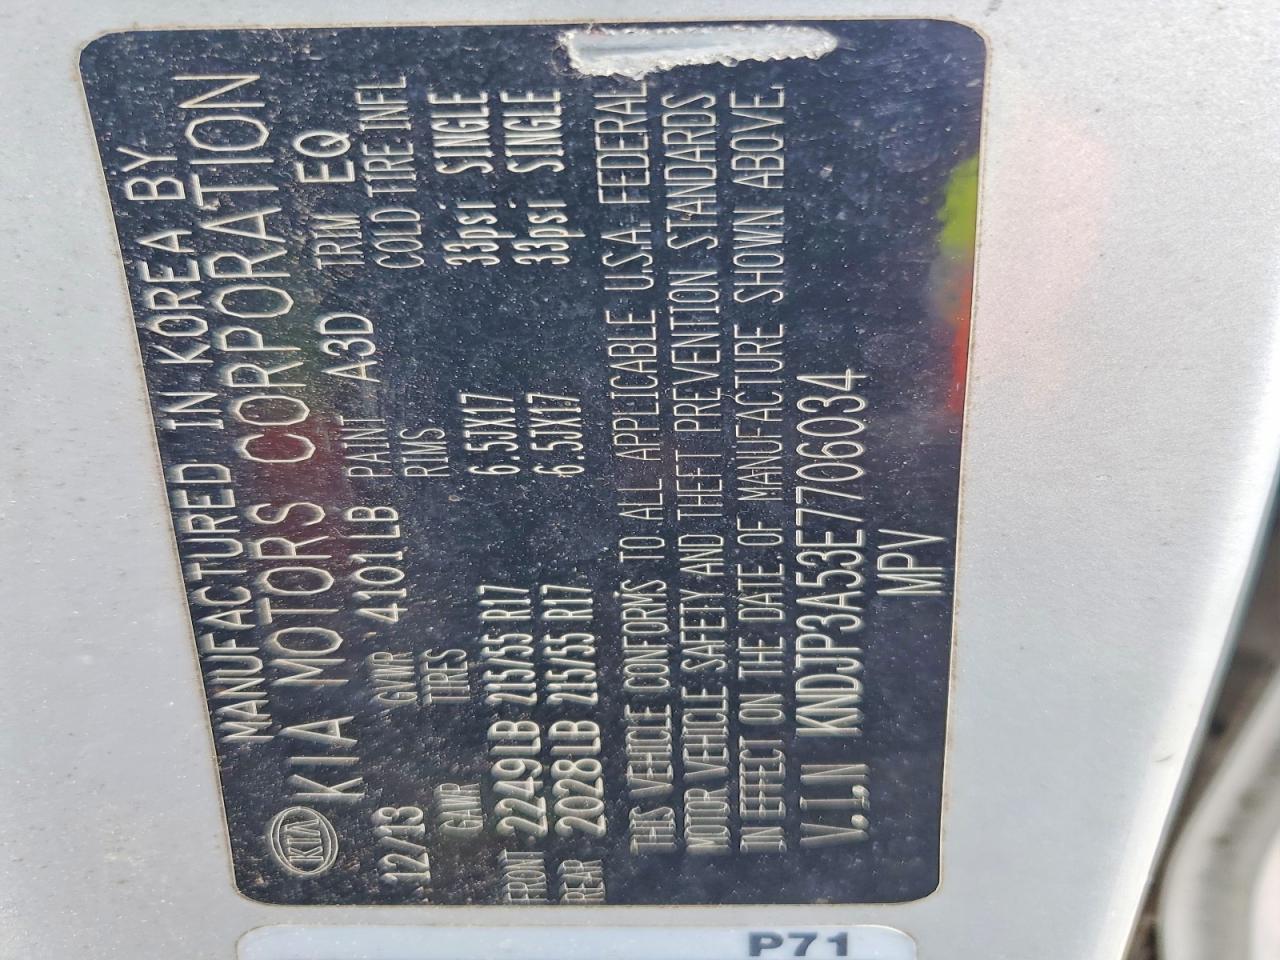 MANUFACTURED IN KOREA BY
KIA KIA MOTORS CORPORATION
12/13 GVWR 4101LB PAINT A3D TRIM EQ
GAWR TIRES RIMS COLD TIRE INFL
FRONT 2249LB 215/55 R17 6.5JX17 33psi SINGLE
REAR 2028LB 215/55 R17 6.5JX17 33psi SINGLE
THIS VEHICLE CONFORMS TO ALL APPLICABLE U.S.A. FEDERAL
MOTOR VEHICLE SAFETY AND THEFT PREVENTION STANDARDS
IN EFFECT ON THE DATE OF MANUFACTURE SHOWN ABOVE.
V.I.N KNDJP3A53E7706034
MPV
P71